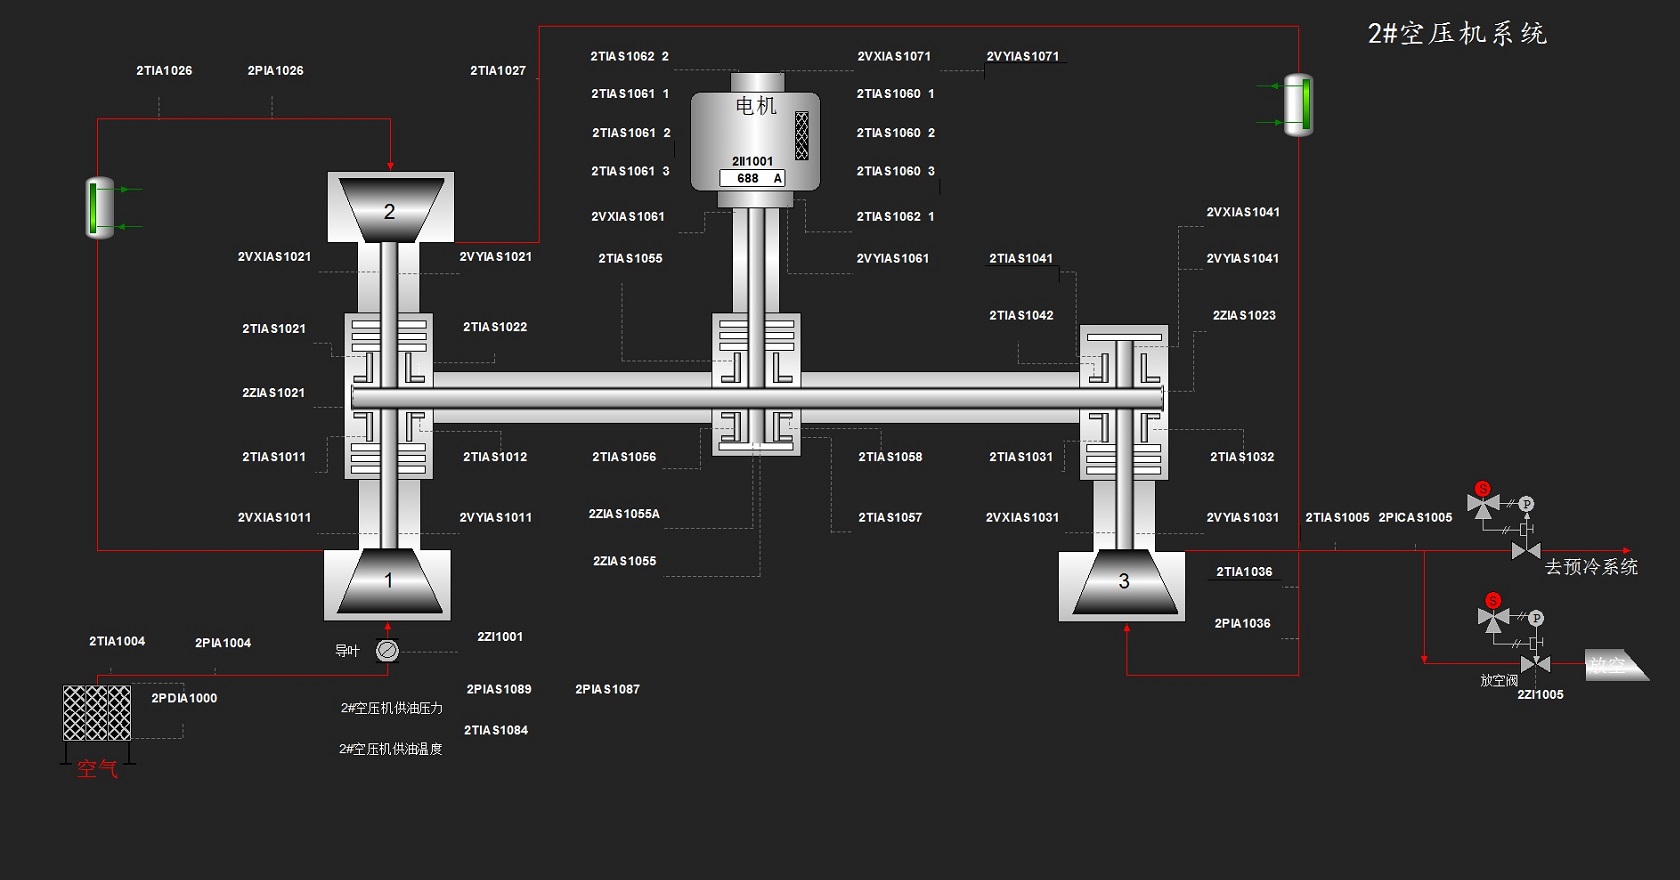 2#空压机系统
2TIA1026
2PIA1026
2TIA1027
2TIAS1062 2
2VXIAS1071
2VYIAS1071
2TIAS1061 1
2TIAS1060 1
电机
2TIAS1061 2
2TIAS1060 2
2II1001
688 A
2TIAS1061 3
2TIAS1060 3
2
2VXIAS1061
2TIAS1062 1
2VXIAS1041
2VXIAS1021
2VYIAS1021
2TIAS1055
2VYIAS1061
2TIAS1041
2VYIAS1041
2TIAS1021
2TIAS1022
2TIAS1042
2ZIAS1023
2ZIAS1021
2TIAS1011
2TIAS1012
2TIAS1056
2TIAS1058
2TIAS1031
2TIAS1032
2VXIAS1011
2VYIAS1011
2ZIAS1055A
2TIAS1057
2VXIAS1031
2VYIAS1031
2TIAS1005
2PICAS1005
S
P
2ZIAS1055
去预冷系统
1
3
2TIA1036
S
P
2PIA1036
2TIA1004
2PIA1004
导叶
2ZI1001
放空
放空阀
2ZI1005
2PDIA1000
2PIAS1089
2PIAS1087
2#空压机供油压力
2TIAS1084
2#空压机供油温度
空气